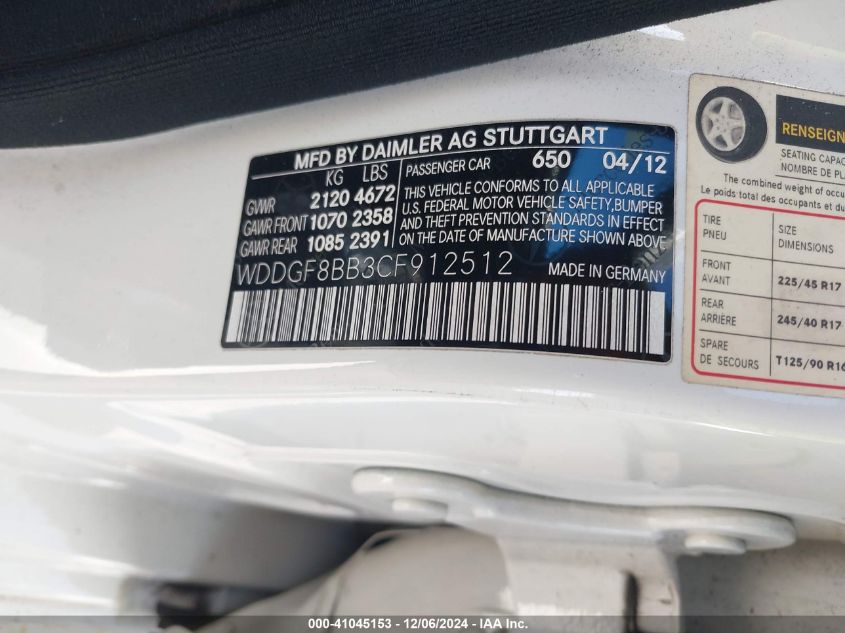 MFD BY DAIMLER AG STUTTGART
KG LBS PASSENGER CAR 650 04/12
GVWR 2120 4672
GAWR FRONT 1070 2358
GAWR REAR 1085 2391
THIS VEHICLE CONFORMS TO ALL APPLICABLE
U.S. FEDERAL MOTOR VEHICLE SAFETY, BUMPER
AND THEFT PREVENTION STANDARDS IN EFFECT
ON DATE OF MANUFACTURE SHOWN ABOVE
WDDGF8BB3CF912512 MADE IN GERMANY
RENSEIGN
SEATING CAPAC
NOMBRE DE PL
The combined weight of occu
Le poids total des occupants et du
TIRE SIZE
PNEU DIMENSIONS
FRONT
AVANT 225/45 R17
REAR
ARRIÈRE 245/40 R17
SPARE
DE SECOURS T125/90 R16
000-41045153 - 12/06/2024 - IAA Inc.